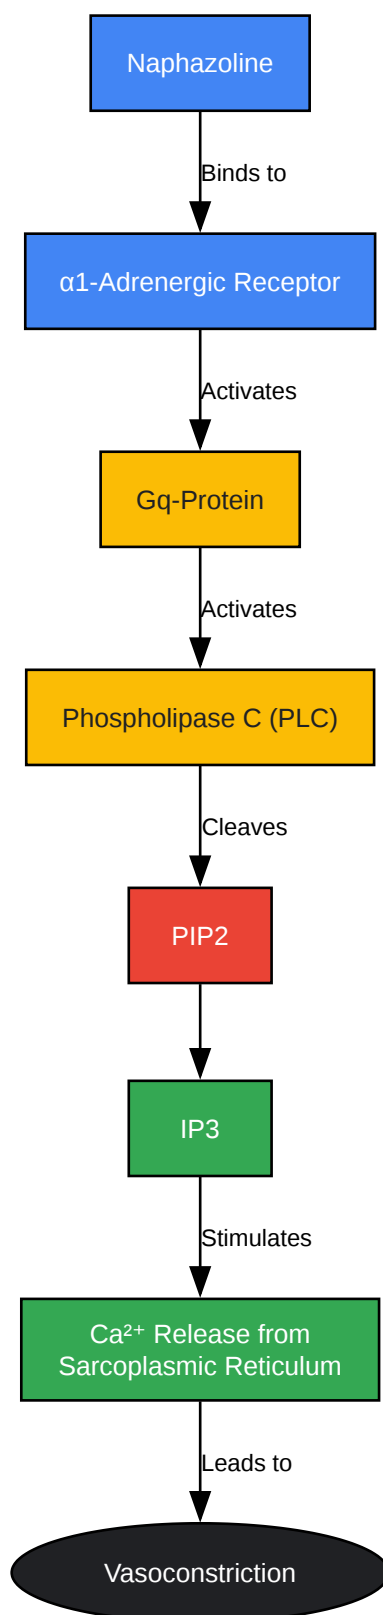 Naphazoline
Binds to
α1-Adrenergic Receptor
Activates
Gq-Protein
Activates
Phospholipase C (PLC)
Cleaves
PIP2
IP3
Stimulates
Ca²⁺ Release from
Sarcoplasmic Reticulum
Leads to
Vasoconstriction